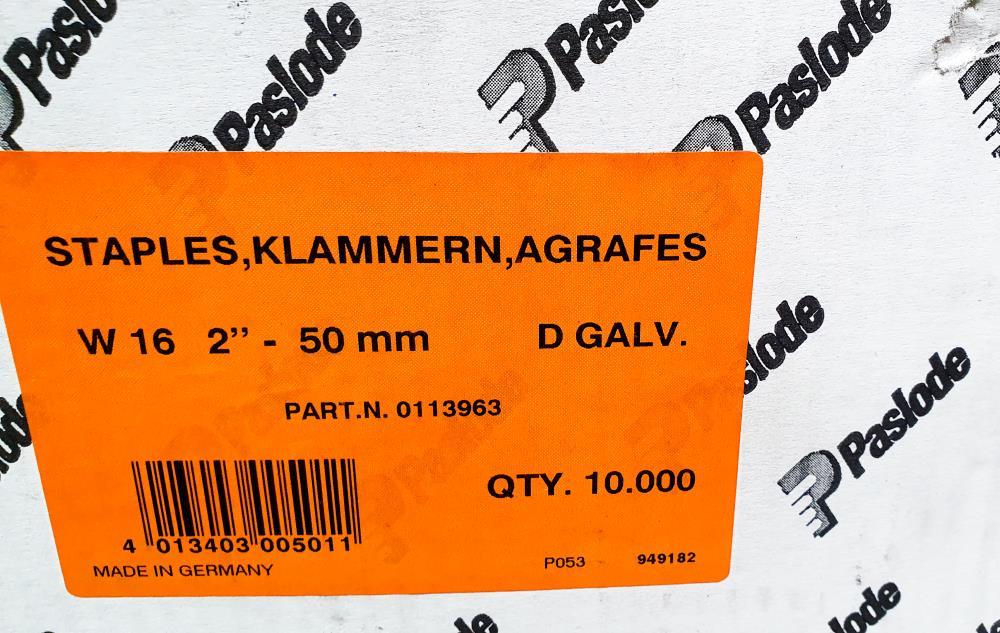 Paslode
Paslode
Paslode
Paslode
STAPLES,KLAMMERN,AGRAFES
W 16 2” - 50 mm D GALV.
PART.N. 0113963
QTY. 10.000
4 013403 005011
MADE IN GERMANY
P053 949182
Paslode